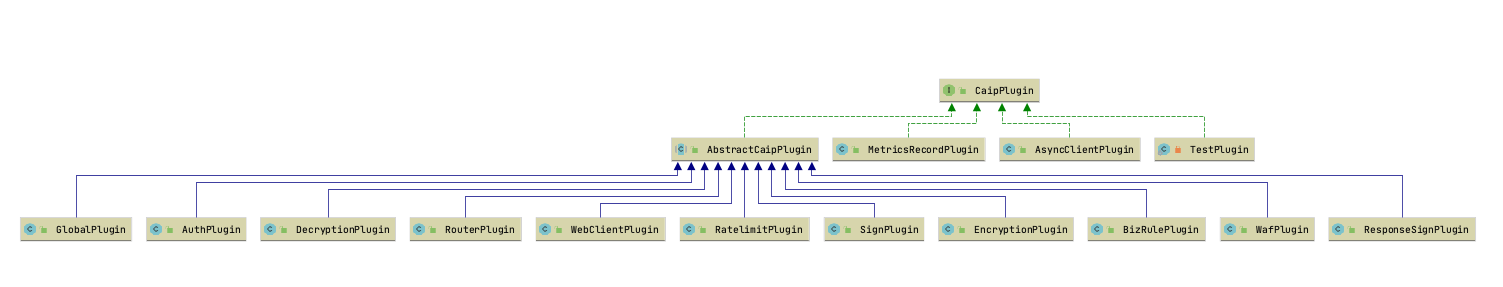 CaipPlugin
AbstractCaipPlugin
MetricsRecordPlugin
AsyncClientPlugin
TestPlugin
GlobalPlugin
AuthPlugin
DecryptionPlugin
RouterPlugin
WebClientPlugin
RatelimitPlugin
SignPlugin
EncryptionPlugin
BizRulePlugin
WafPlugin
ResponseSignPlugin